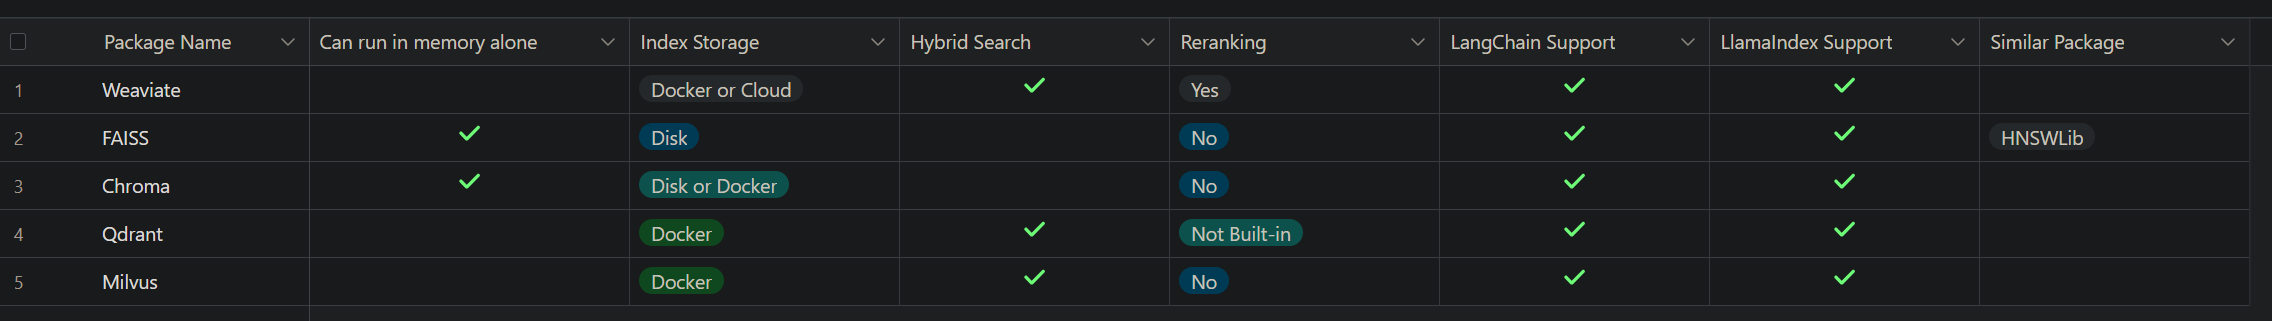 Package Name Can run in memory alone Index Storage Hybrid Search Reranking LangChain Support LlamaIndex Support Similar Package
1 Weaviate Docker or Cloud ✓ Yes ✓ ✓
2 FAISS ✓ Disk No ✓ ✓ HNSWLib
3 Chroma ✓ Disk or Docker No ✓ ✓
4 Qdrant Docker ✓ Not Built-in ✓ ✓
5 Milvus Docker ✓ No ✓ ✓